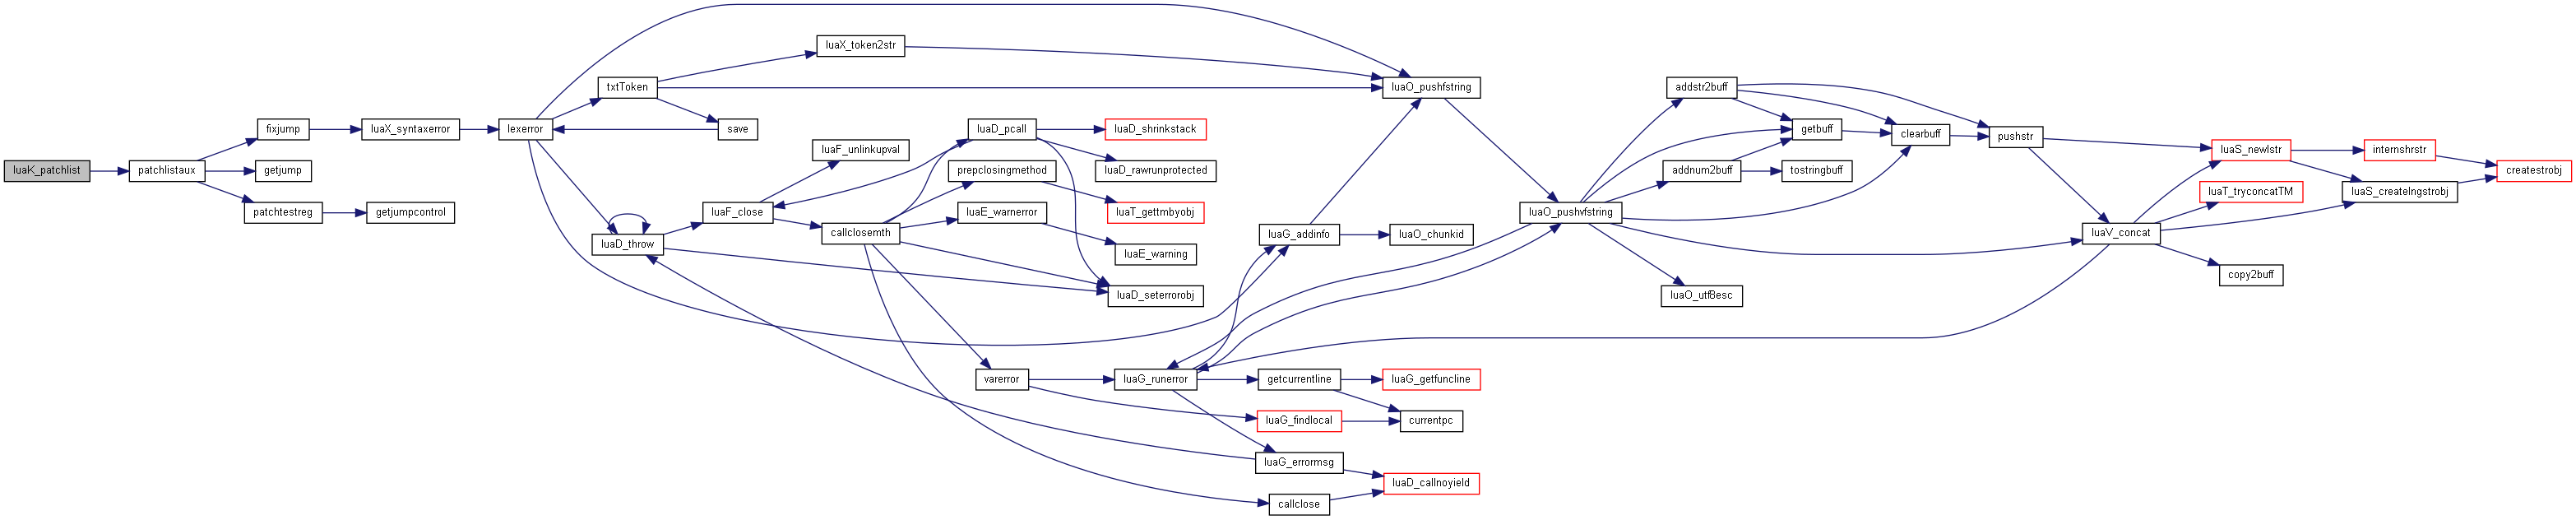 luaK_patchlist
patchlistaux
fixjump
getjump
patchtestreg
luaX_syntaxerror
getjumpcontrol
lexerror
txtToken
luaD_throw
luaX_token2str
save
luaF_close
luaF_unlinkupval
callclosemth
luaD_pcall
prepclosingmethod
luaE_warnerror
varerror
luaD_shrinkstack
luaD_rawrunprotected
luaT_gettmbyobj
luaE_warning
luaD_seterrorobj
luaG_runerror
luaG_addinfo
getcurrentline
luaG_findlocal
luaG_errormsg
callclose
luaO_pushfstring
luaO_chunkid
luaG_getfuncline
currentpc
luaD_callnoyield
luaO_pushvfstring
addstr2buff
addnum2buff
luaO_utf8esc
getbuff
tostringbuff
clearbuff
pushstr
luaV_concat
luaS_newlstr
luaT_tryconcatTM
copy2buff
internshrstr
luaS_createlngstrobj
createstrobj